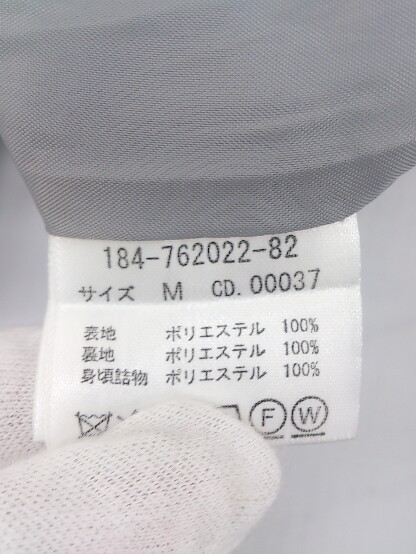 184-762022-82
サイズ M CD. 00037
表地 ポリエステル 100%
裏地 ポリエステル 100%
身頃詰物 ポリエステル 100%
F W